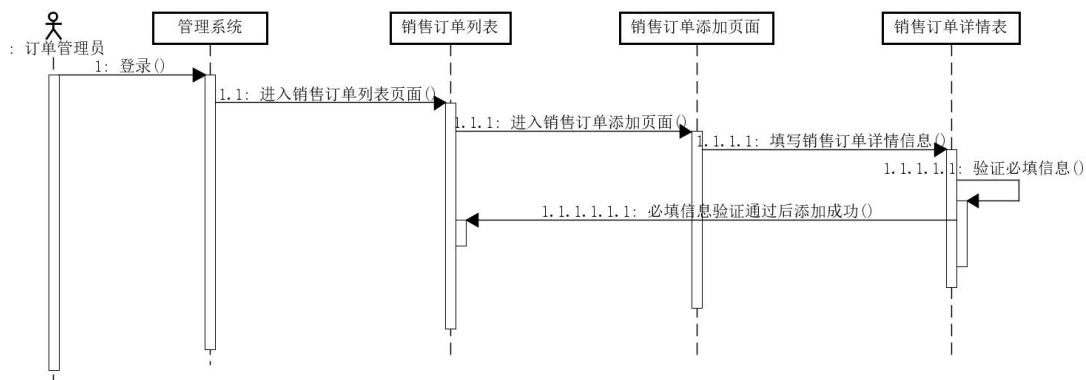 管理系统
销售订单列表
销售订单添加页面
销售订单详情表
: 订单管理员
1: 登录()
1.1: 进入销售订单列表页面()
1.1.1: 进入销售订单添加页面()
1.1.1.1: 填写销售订单详情信息()
1.1.1.1.1: 验证必填信息()
1.1.1.1.1.1: 必填信息验证通过后添加成功()